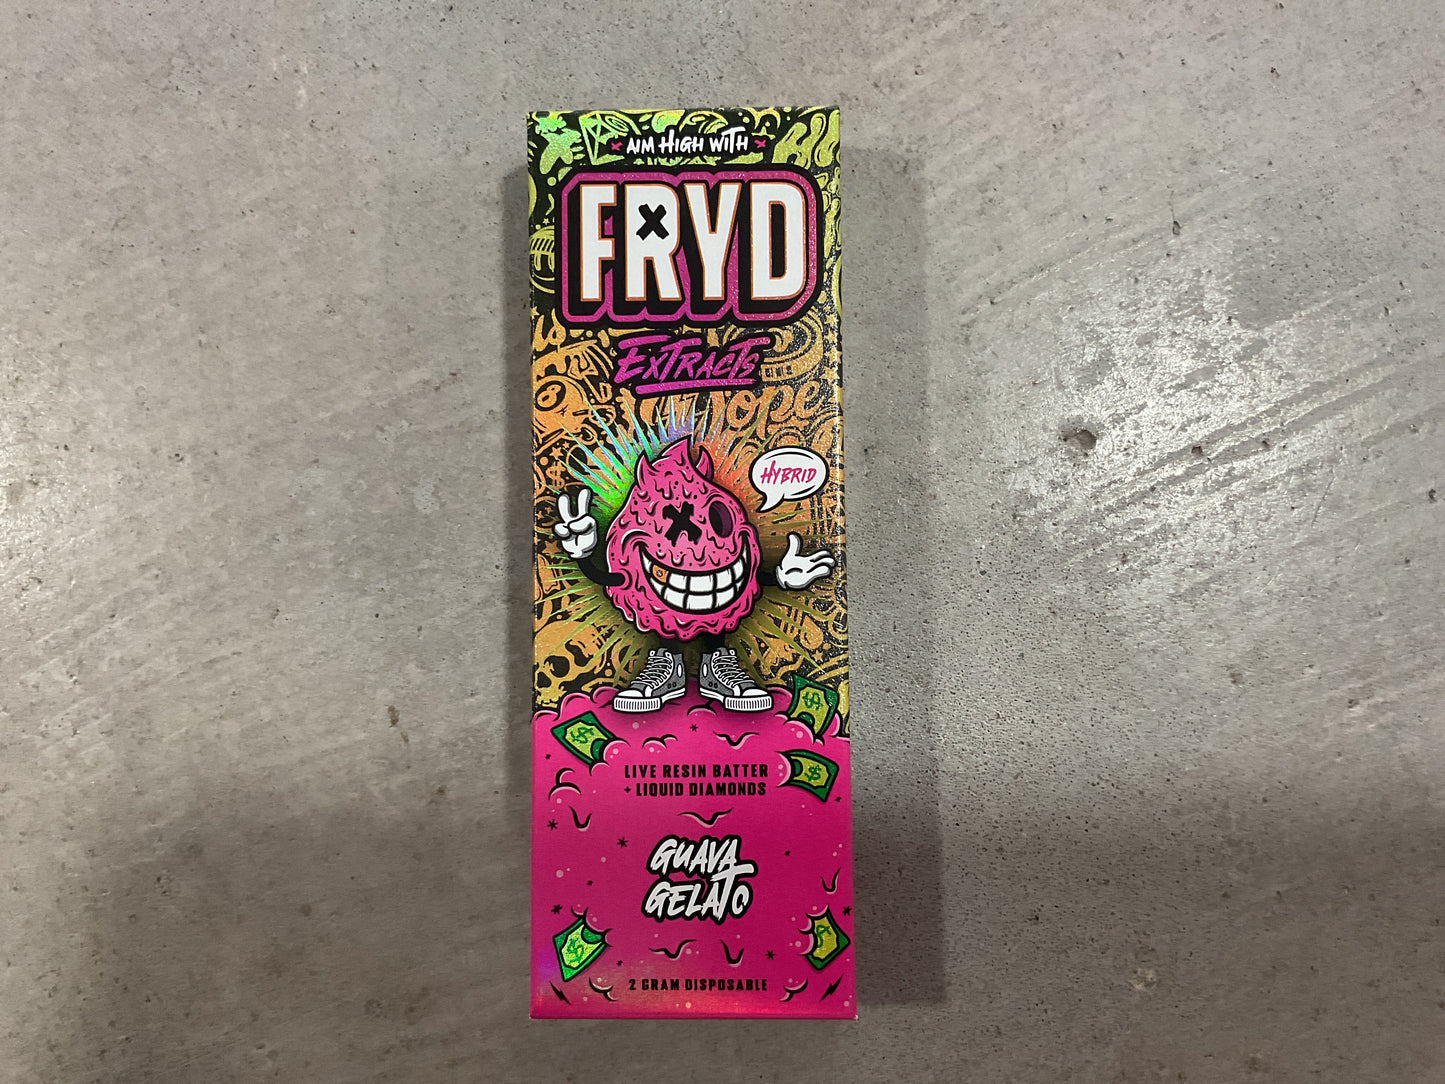 AIM HIGH WITH
FRYD
EXTRACTS
HYBRID
LIVE RESIN BATTER
+ LIQUID DIAMONDS
GUAVA
GELATO
2 GRAM DISPOSABLE